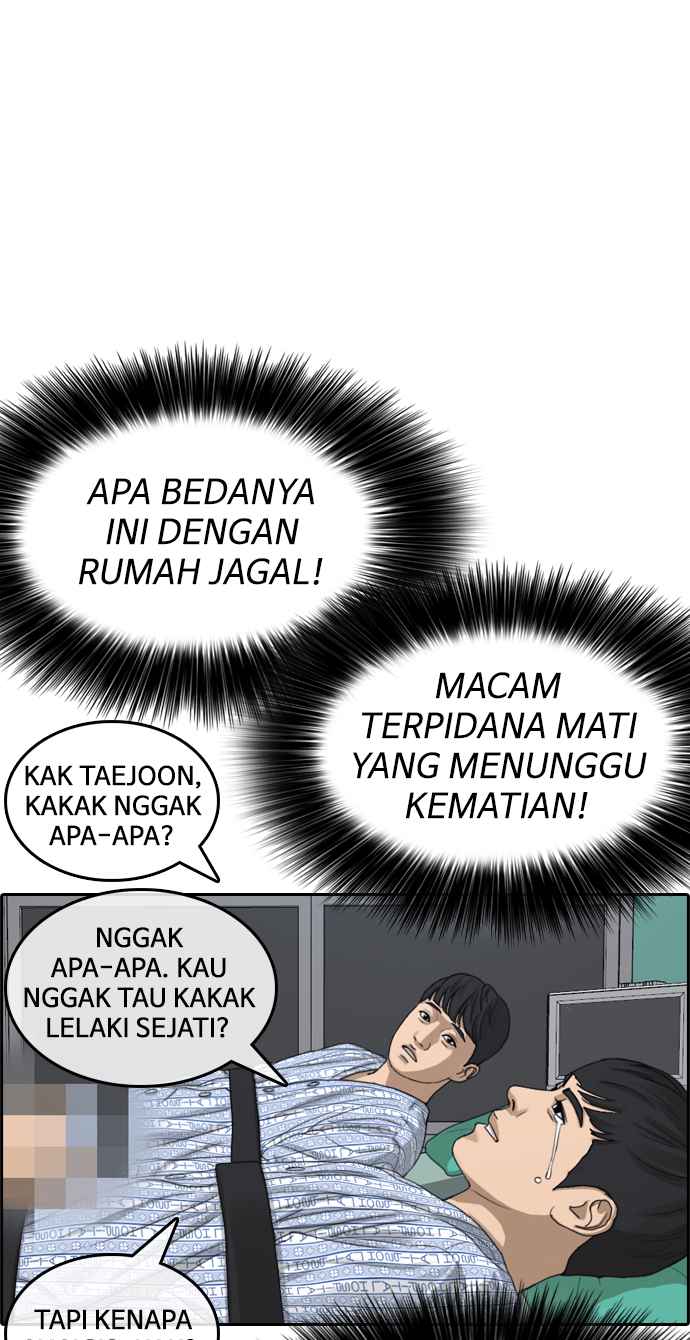 APA BEDANYA
INI DENGAN
RUMAH JAGAL!
MACAM
TERPIDANA MATI
YANG MENUNGGU
KEMATIAN!
KAK TAEJOON,
KAKAK NGGAK
APA-APA?
NGGAK
APA-APA. KAU
NGGAK TAU KAKAK
LELAKI SEJATI?
TAPI KENAPA